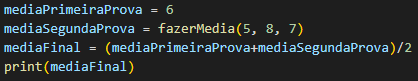 mediaPrimeiraProva = 6
mediaSegundaProva = fazerMedia(5, 8, 7)
mediaFinal = (mediaPrimeiraProva+mediaSegundaProva)/2
print(mediaFinal)